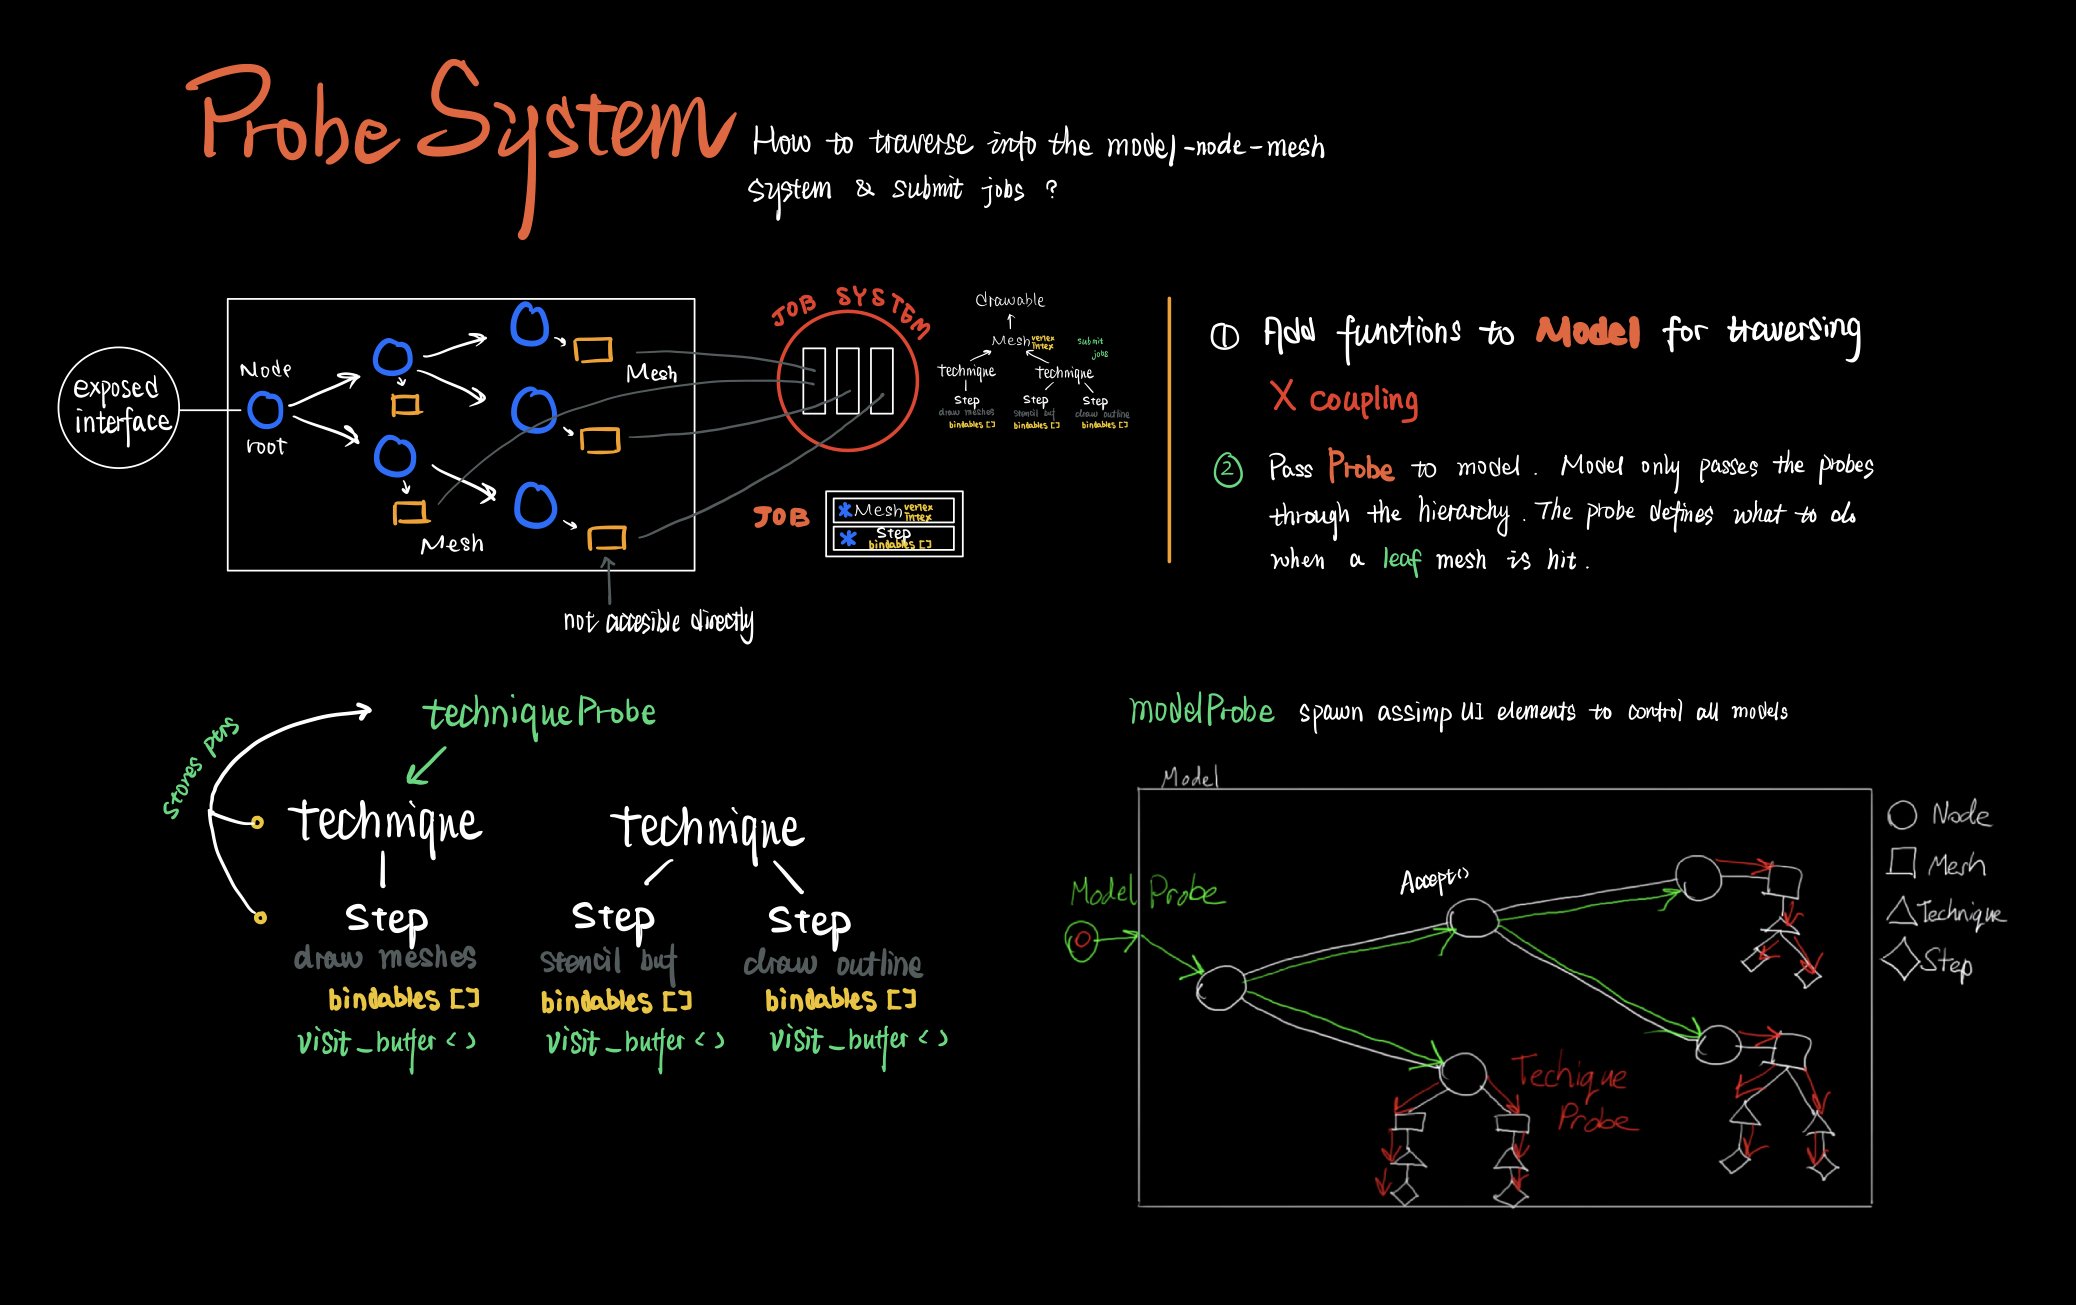 Probe System
How to traverse into the model-node-mesh
system & submit jobs ?
exposed
interface
Node
root
Mesh
Mesh
not accesible directly
JOB SYSTEM
drawable
Mesh vertex
intex
submit
jobs
technique
technique
Step
Step
Step
draw meshes
stencil buf
draw outline
bindables []
bindables []
bindables []
JOB
* Mesh vertex
intex
* Step
bindables []
① Add functions to Model for traversing
X coupling
② Pass Probe to model. Model only passes the probes
through the hierarchy. The probe defines what to do
when a leaf mesh is hit.
stores ptrs
techniqueProbe
technique
technique
Step
Step
Step
draw meshes
stencil buf
draw outline
bindables []
bindables []
bindables []
visit_buffer <>
visit_buffer <>
visit_buffer <>
modelProbe spawn assimp UI elements to control all models
Model
Model Probe
Accept()
Techique
Probe
Node
Mesh
Technique
Step